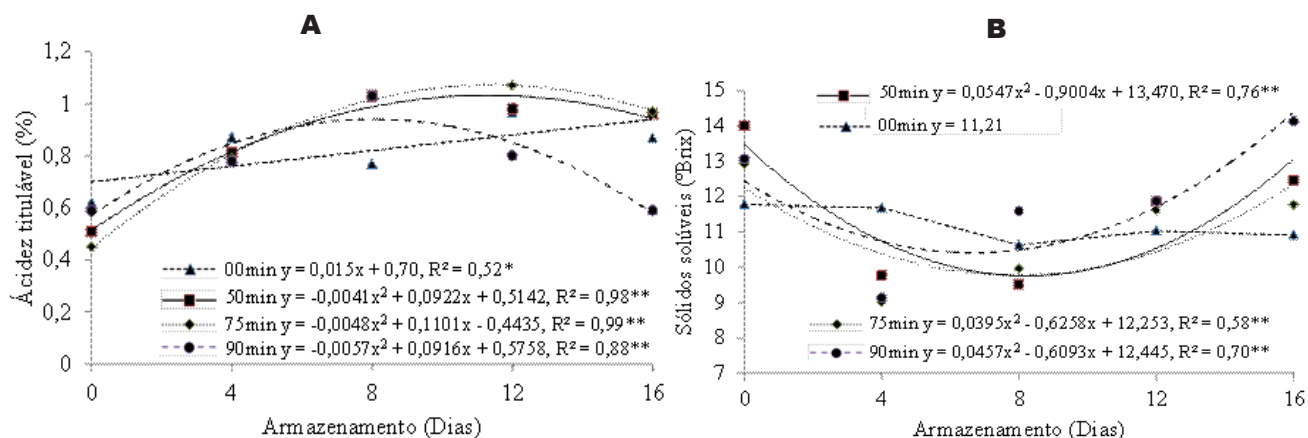 A
Ácidez titulável (%)
1,2
1
0,8
0,6
0,4
0,2
0
00min y = 0,015x + 0,70, R² = 0,52*
50min y = -0,0041x² + 0,0922x + 0,5142, R² = 0,98**
75min y = -0,0048x² + 0,1101x - 0,4435, R² = 0,99**
90min y = -0,0057x² + 0,0916x + 0,5758, R² = 0,88**
0 4 8 12 16
Armazenamento (Dias)
B
Sólidos solúveis (ºBrix)
15
14
13
12
11
10
9
8
7
50min y = 0,0547x² - 0,9004x + 13,470, R² = 0,76**
00min y = 11,21
75min y = 0,0395x² - 0,6258x + 12,253, R² = 0,58**
90min y = 0,0457x² - 0,6093x + 12,445, R² = 0,70**
0 4 8 12 16
Armazenamento (Dias)